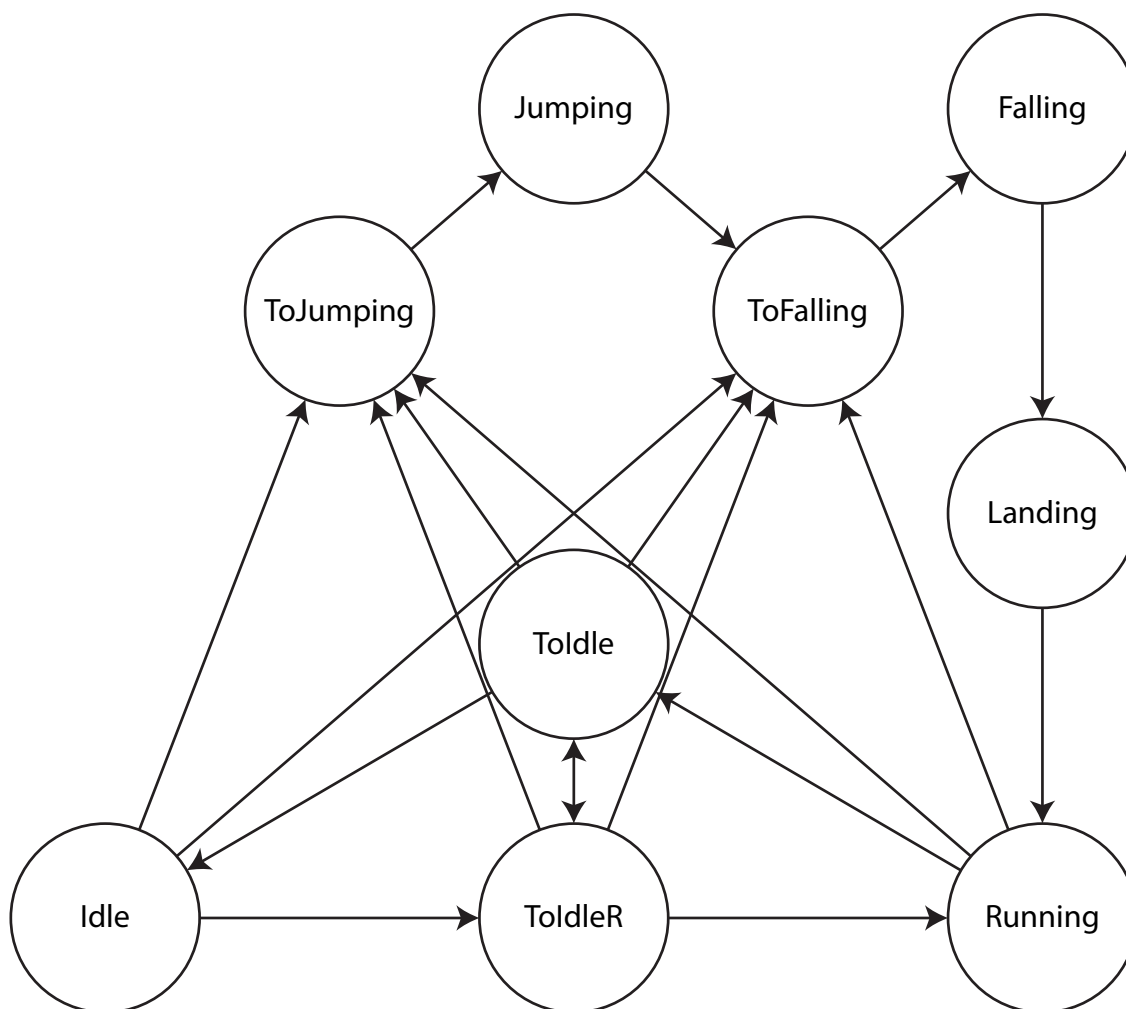 Jumping
Falling
ToJumping
ToFalling
Landing
ToIdle
Idle
ToIdleR
Running